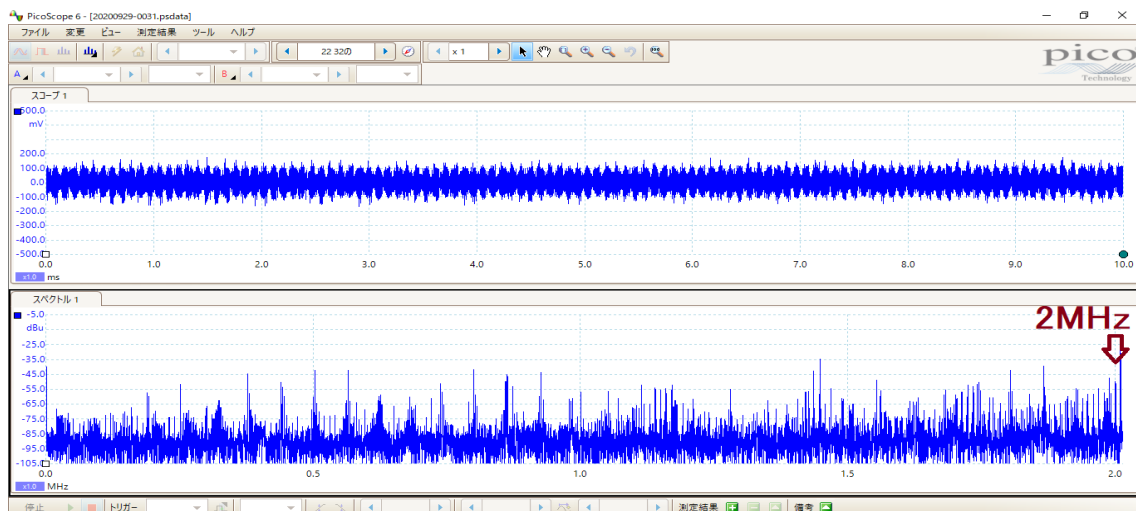 PicoScope 6 - [20200929-0031.psdata]
ファイル 変更 ビュー 測定結果 ツール ヘルプ
22 32の x 1
pico
Technology
A B
スコープ 1
500.0
mV
200.0
100.0
0.0
-100.0
-200.0
-300.0
-400.0
-500.0
0.0 1.0 2.0 3.0 4.0 5.0 6.0 7.0 8.0 9.0 10.0
x1.0 ms
スペクトル 1
-5.0
dBu
2MHz
-25.0
-35.0
-45.0
-55.0
-65.0
-75.0
-85.0
-95.0
-105.0
0.0 0.5 1.0 1.5 2.0
x1.0 MHz
停止 トリガー 測定結果 備考